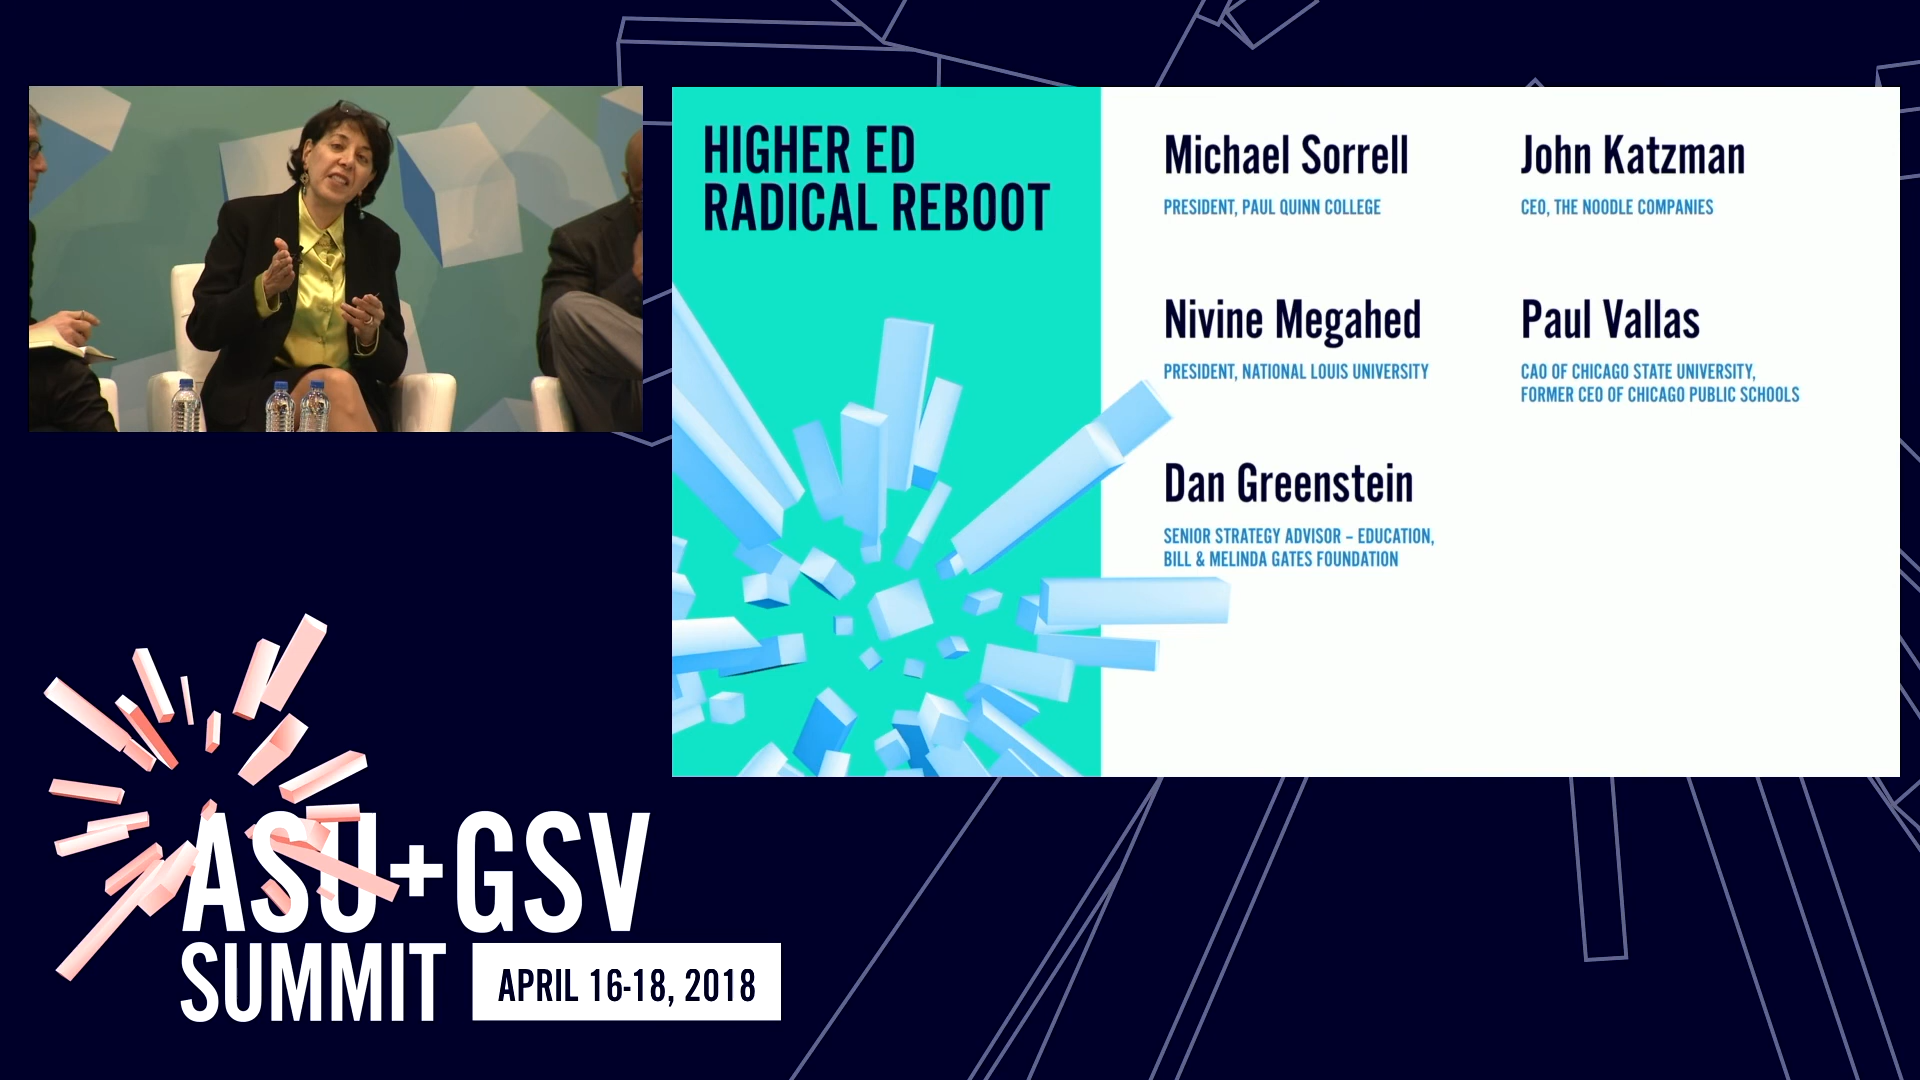 HIGHER ED
RADICAL REBOOT
Michael Sorrell
PRESIDENT, PAUL QUINN COLLEGE
John Katzman
CEO, THE NOODLE COMPANIES
Nivine Megahed
PRESIDENT, NATIONAL LOUIS UNIVERSITY
Paul Vallas
CAO OF CHICAGO STATE UNIVERSITY,
FORMER CEO OF CHICAGO PUBLIC SCHOOLS
Dan Greenstein
SENIOR STRATEGY ADVISOR – EDUCATION,
BILL & MELINDA GATES FOUNDATION
ASU+GSV
SUMMIT
APRIL 16-18, 2018